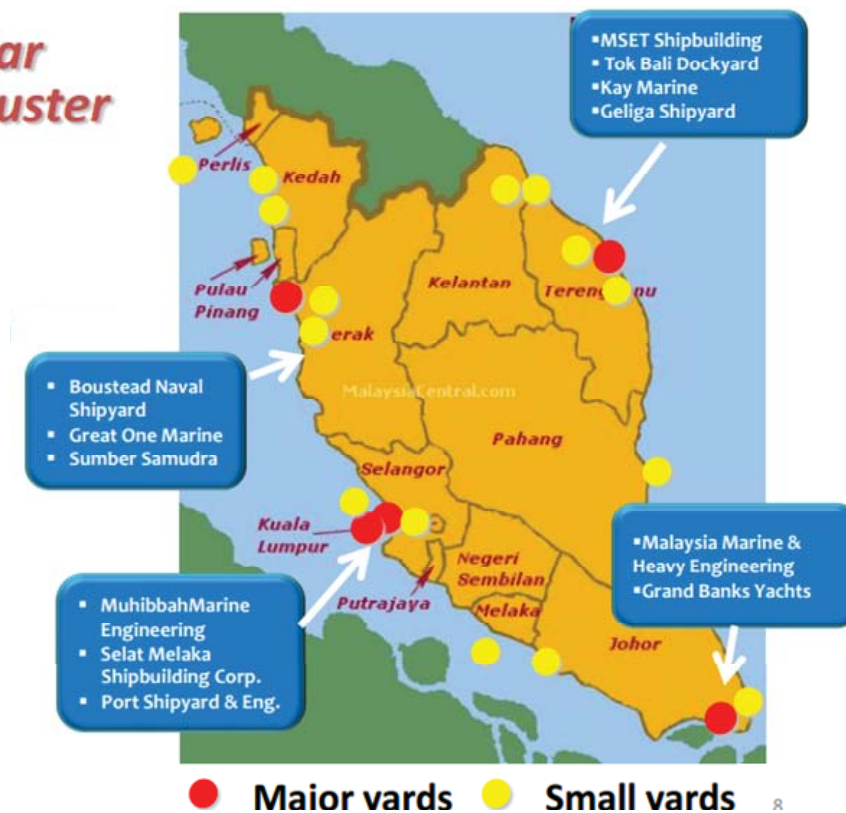 ar
uster
▪MSET Shipbuilding
▪ Tok Bali Dockyard
▪Kay Marine
▪Geliga Shipyard
Perlis
Kedah
Pulau
Pinang
Kelantan
Tereng nu
erak
MalaysiaCentral.com
▪ Boustead Naval
Shipyard
▪ Great One Marine
▪ Sumber Samudra
Pahang
Selangor
Kuala
Lumpur
Negeri
Sembilan
Putrajaya
Melaka
Johor
▪Malaysia Marine &
Heavy Engineering
▪Grand Banks Yachts
▪ MuhibbahMarine
Engineering
▪ Selat Melaka
Shipbuilding Corp.
▪ Port Shipyard & Eng.
Major yards Small yards 8